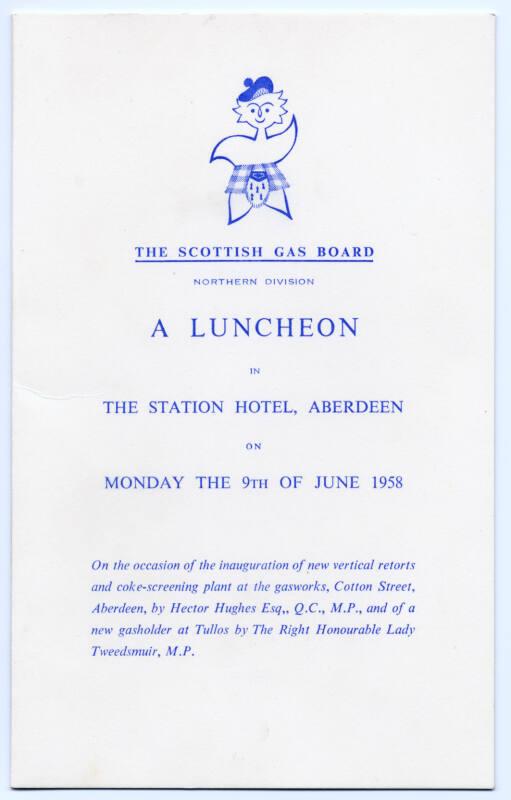 THE SCOTTISH GAS BOARD
NORTHERN DIVISION
A LUNCHEON
IN
THE STATION HOTEL, ABERDEEN
ON
MONDAY THE 9TH OF JUNE 1958
On the occasion of the inauguration of new vertical retorts
and coke-screening plant at the gasworks, Cotton Street,
Aberdeen, by Hector Hughes Esq,, Q.C., M.P., and of a
new gasholder at Tullos by The Right Honourable Lady
Tweedsmuir, M.P.